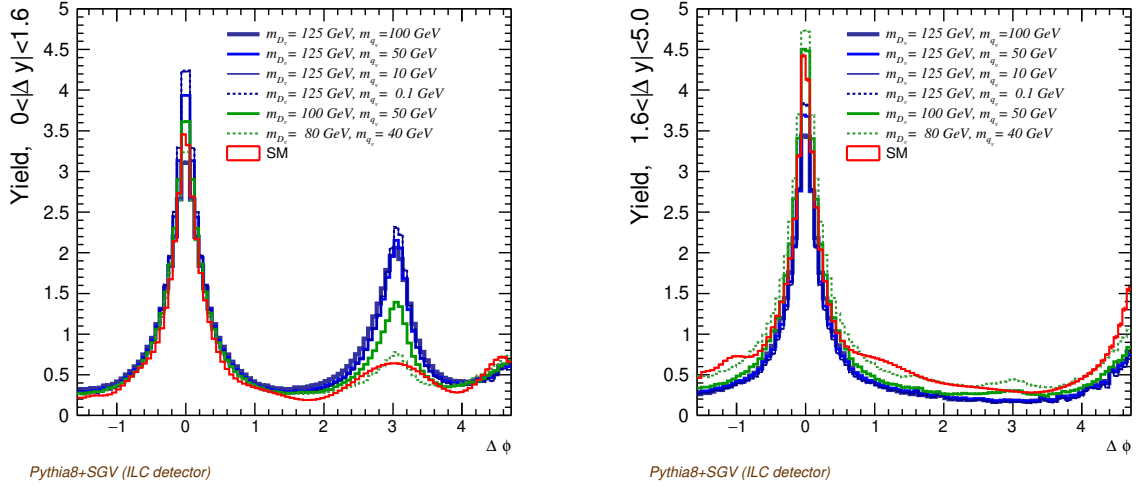 Yield, 0<|Δ y|<1.6
5
4.5
4
3.5
3
2.5
2
1.5
1
0.5
0
m_{D_v}= 125 GeV, m_{q_v}=100 GeV
m_{D_v}= 125 GeV, m_{q_v}= 50 GeV
m_{D_v}= 125 GeV, m_{q_v}= 10 GeV
m_{D_v}= 125 GeV, m_{q_v}= 0.1 GeV
m_{D_v}= 100 GeV, m_{q_v}= 50 GeV
m_{D_v}= 80 GeV, m_{q_v}= 40 GeV
SM
−1 0 1 2 3 4
Δ ϕ
Pythia8+SGV (ILC detector)
Yield, 1.6<|Δ y|<5.0
5
4.5
4
3.5
3
2.5
2
1.5
1
0.5
0
m_{D_v}= 125 GeV, m_{q_v}=100 GeV
m_{D_v}= 125 GeV, m_{q_v}= 50 GeV
m_{D_v}= 125 GeV, m_{q_v}= 10 GeV
m_{D_v}= 125 GeV, m_{q_v}= 0.1 GeV
m_{D_v}= 100 GeV, m_{q_v}= 50 GeV
m_{D_v}= 80 GeV, m_{q_v}= 40 GeV
SM
−1 0 1 2 3 4
Δ ϕ
Pythia8+SGV (ILC detector)